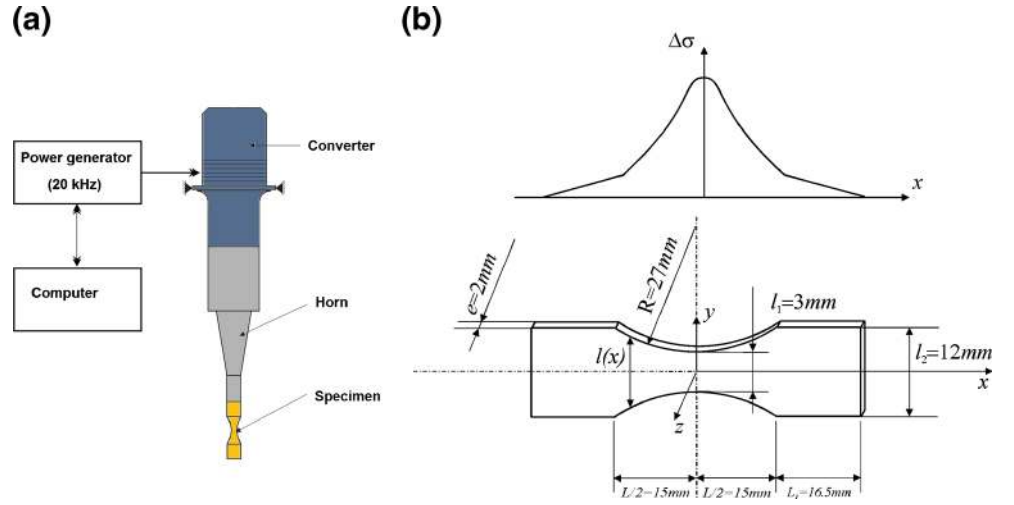 (a)
Power generator
(20 kHz)
Computer
Converter
Horn
Specimen
(b)
Δσ
x
e=2mm
R=27mm
y
l₁=3mm
l(x)
l₂=12mm
x
z
L/2=15mm
L/2=15mm
L₁=16.5mm